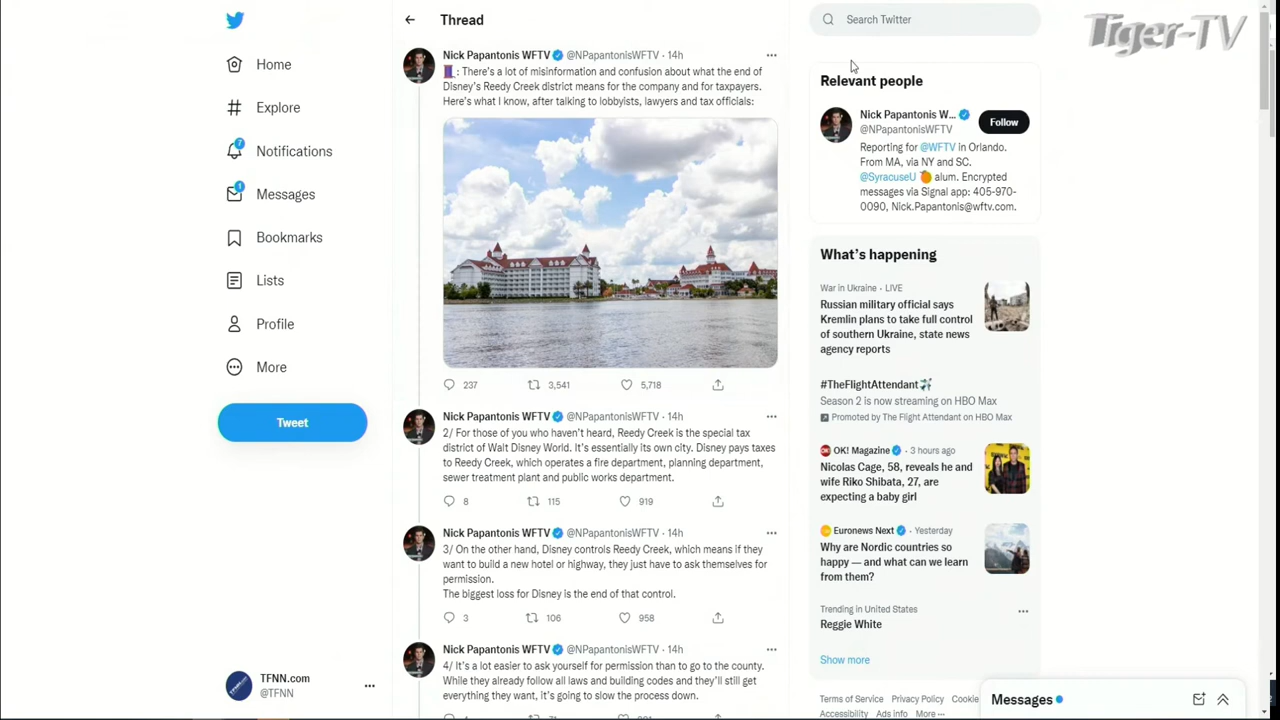 Tiger-TV
Home
Explore
7
Notifications
1
Messages
Bookmarks
Lists
Profile
More
Tweet
TFNN.com
@TFNN
Thread
Nick Papantonis WFTV @NPapantonisWFTV · 14h
: There's a lot of misinformation and confusion about what the end of
Disney's Reedy Creek district means for the company and for taxpayers.
Here's what I know, after talking to lobbyists, lawyers and tax officials:
237 3,541 5,718
Nick Papantonis WFTV @NPapantonisWFTV · 14h
2/ For those of you who haven't heard, Reedy Creek is the special tax
district of Walt Disney World. It's essentially its own city. Disney pays taxes
to Reedy Creek, which operates a fire department, planning department,
sewer treatment plant and public works department.
8 115 919
Nick Papantonis WFTV @NPapantonisWFTV · 14h
3/ On the other hand, Disney controls Reedy Creek, which means if they
want to build a new hotel or highway, they just have to ask themselves for
permission.
The biggest loss for Disney is the end of that control.
3 106 958
Nick Papantonis WFTV @NPapantonisWFTV · 14h
4/ It's a lot easier to ask yourself for permission than to go to the county.
While they already follow all laws and building codes and they'll still get
everything they want, it's going to slow the process down.
Search Twitter
Relevant people
Nick Papantonis W...
@NPapantonisWFTV
Follow
Reporting for @WFTV in Orlando.
From MA, via NY and SC.
@SyracuseU 🍊 alum. Encrypted
messages via Signal app: 405-970-
0090, Nick.Papantonis@wftv.com.
What's happening
War in Ukraine · LIVE
Russian military official says
Kremlin plans to take full control
of southern Ukraine, state news
agency reports
#TheFlightAttendant
Season 2 is now streaming on HBO Max
Promoted by The Flight Attendant on HBO Max
OK! Magazine · 3 hours ago
Nicolas Cage, 58, reveals he and
wife Riko Shibata, 27, are
expecting a baby girl
Euronews Next · Yesterday
Why are Nordic countries so
happy — and what can we learn
from them?
Trending in United States
Reggie White
Show more
Terms of Service Privacy Policy Cookie
Accessibility Ads info More
Messages